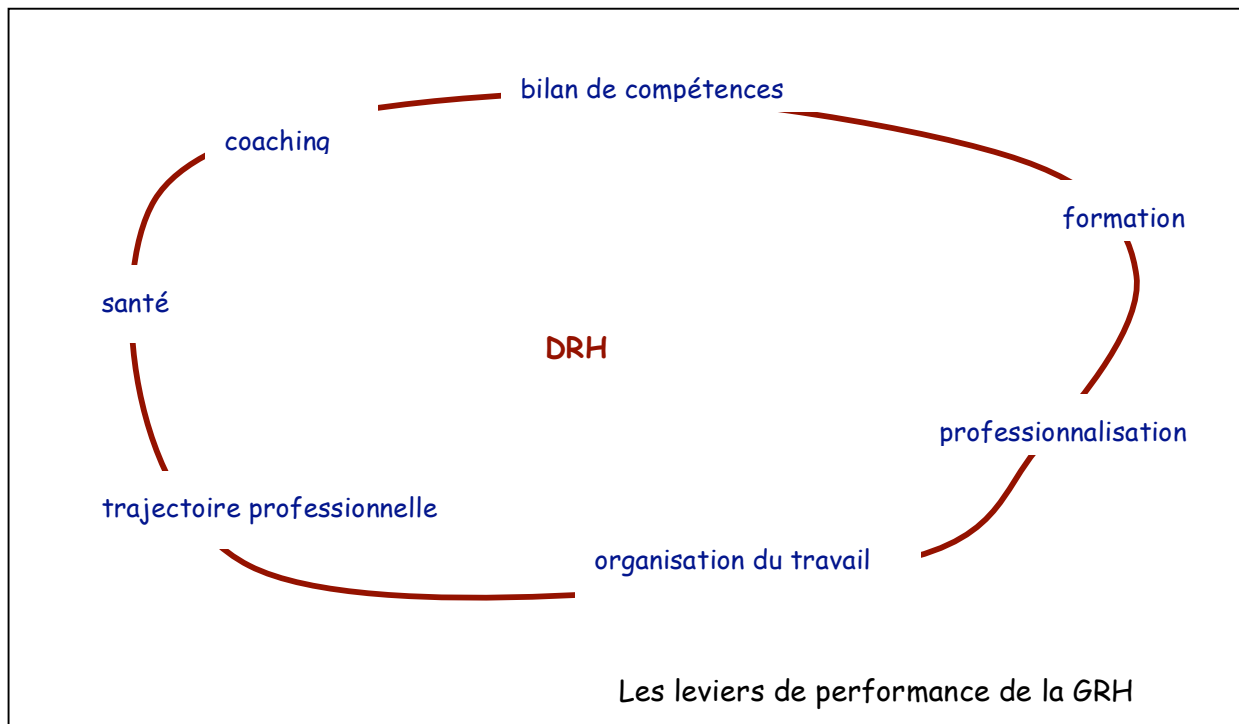 bilan de compétences
coaching
formation
santé
DRH
professionnalisation
trajectoire professionnelle
organisation du travail
Les leviers de performance de la GRH